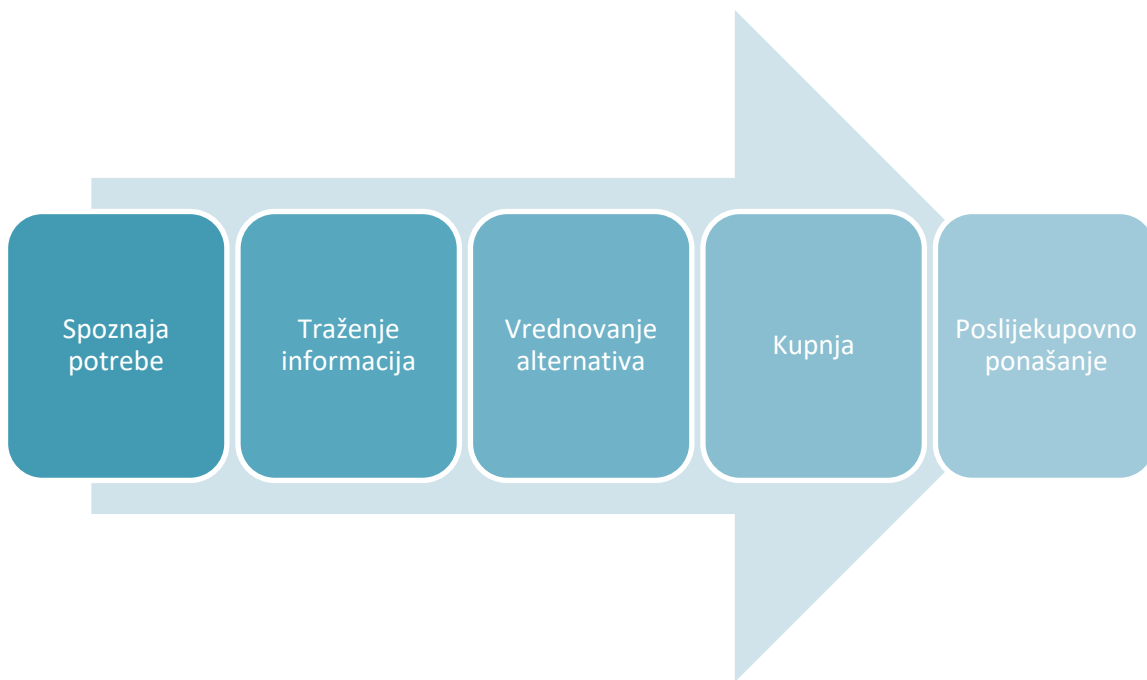 Spoznaja
potrebe
Traženje
informacija
Vrednovanje
alternativa
Kupnja
Poslijekupovno
ponašanje